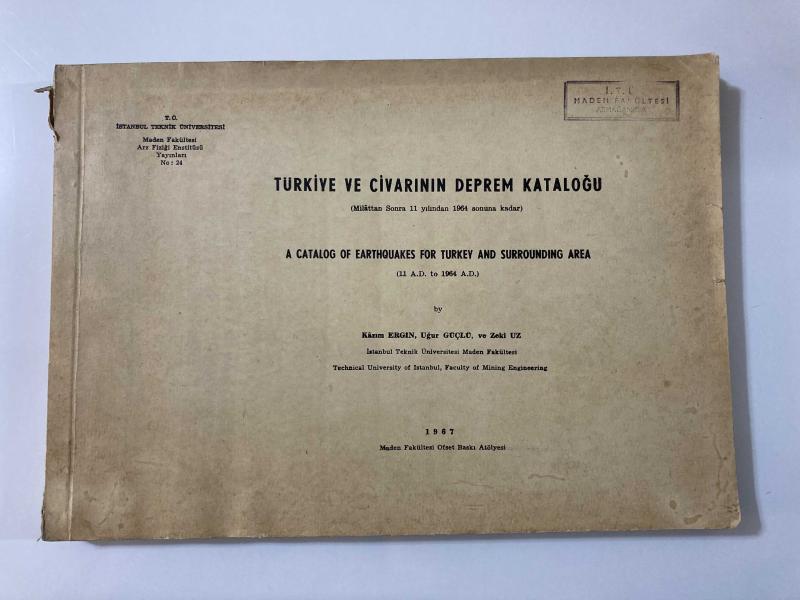 T.Ü.
İSTANBUL TEKNİK ÜNİVERSİTESİ
Maden Fakültesi
Arz Fiziği Enstitüsü
Yayınları
No : 24
İ. T. Ü.
MADEN FAKÜLTESİ
ARMAĞANIDIR
TÜRKİYE VE CİVARININ DEPREM KATALOĞU
(Milâttan Sonra 11 yılından 1964 sonuna kadar)
A CATALOG OF EARTHQUAKES FOR TURKEY AND SURROUNDING AREA
(11 A.D. to 1964 A.D.)
by
Kâzım ERGİN, Uğur GÜÇLÜ, ve Zeki UZ
İstanbul Teknik Üniversitesi Maden Fakültesi
Technical University of Istanbul, Faculty of Mining Engineering
1967
Maden Fakültesi Ofset Baskı Atölyesi